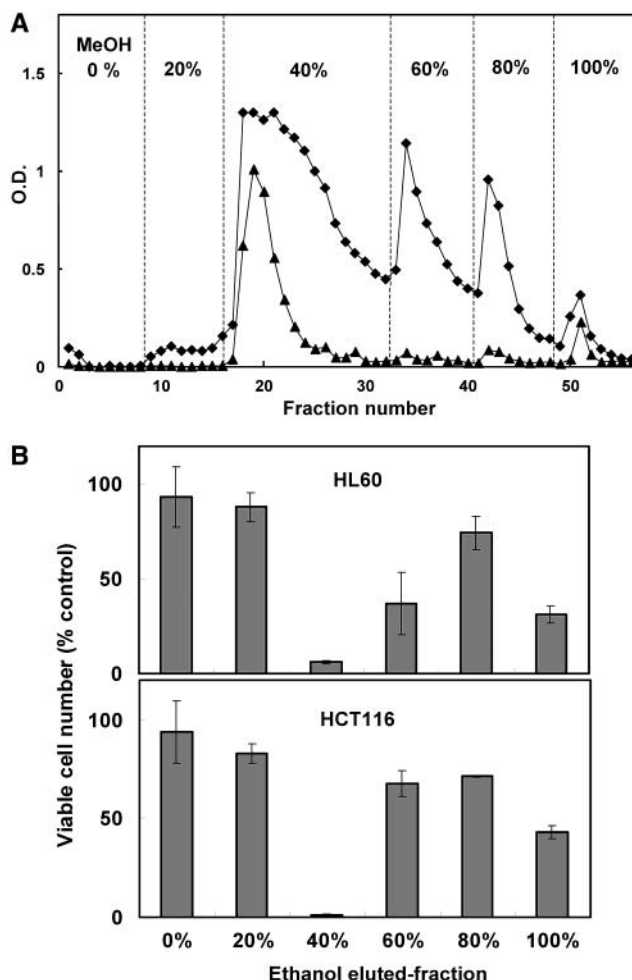 A
MeOH
0 % 20% 40% 60% 80% 100%
1.5
1
0.5
0
O.D.
0 10 20 30 40 50
Fraction number
B
HL60
100
50
0
HCT116
100
50
0
Viable cell number (% control)
0% 20% 40% 60% 80% 100%
Ethanol eluted-fraction